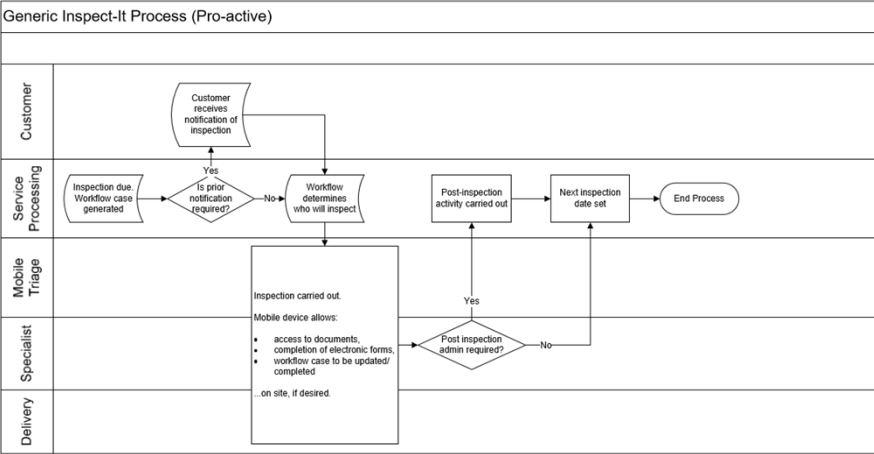 Generic Inspect-It Process (Pro-active)
Customer
Customer
receives
notification of
inspection
Service
Processing
Inspection due.
Workflow case
generated
Yes
Is prior
notification
required?
No
Workflow
determines
who will inspect
Post-inspection
activity carried out
Next inspection
date set
End Process
Mobile
Triage
Inspection carried out.
Mobile device allows:
• access to documents,
• completion of electronic forms,
• workflow case to be updated/
completed
...on site, if desired.
Yes
Specialist
Post inspection
admin required?
No
Delivery